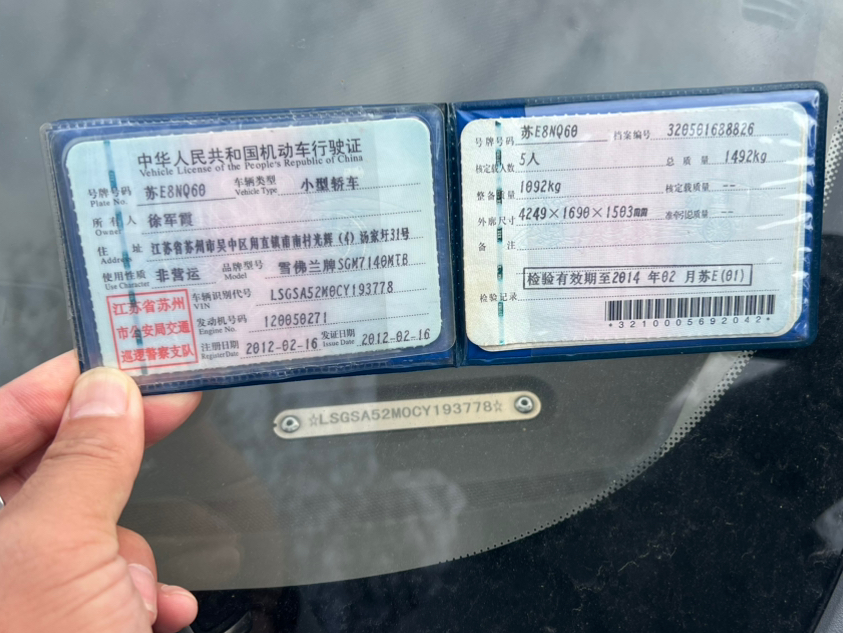 中华人民共和国机动车行驶证
Vehicle License of the People's Republic of China
号牌号码 苏E8NQ60 车辆类型 小型轿车
Plate No. Vehicle Type
所有人 徐军霞
Owner
住址 江苏省苏州市吴中区甪直镇甫南村光辉(4)汤家圩31号
Address
使用性质 非营运 品牌型号 雪佛兰牌SGM7140MTB
Use Character Model
江苏省苏州
市公安局交通
巡逻警察支队
车辆识别代号 LSGSA52M0CY193778
VIN
发动机号码 120050271
Engine No.
注册日期 2012-02-16 发证日期 2012-02-16
Register Date Issue Date
号牌号码 苏E8NQ60 档案编号 320501688826
核定载人数 5人 总质量 1492kg
整备质量 1092kg 核定载质量 --
外廓尺寸 4249×1690×1503mm 准牵引总质量 --
备注
检验有效期至2014年02月苏E(01)
检验记录
*3210005692042*
☆LSGSA52M0CY193778☆